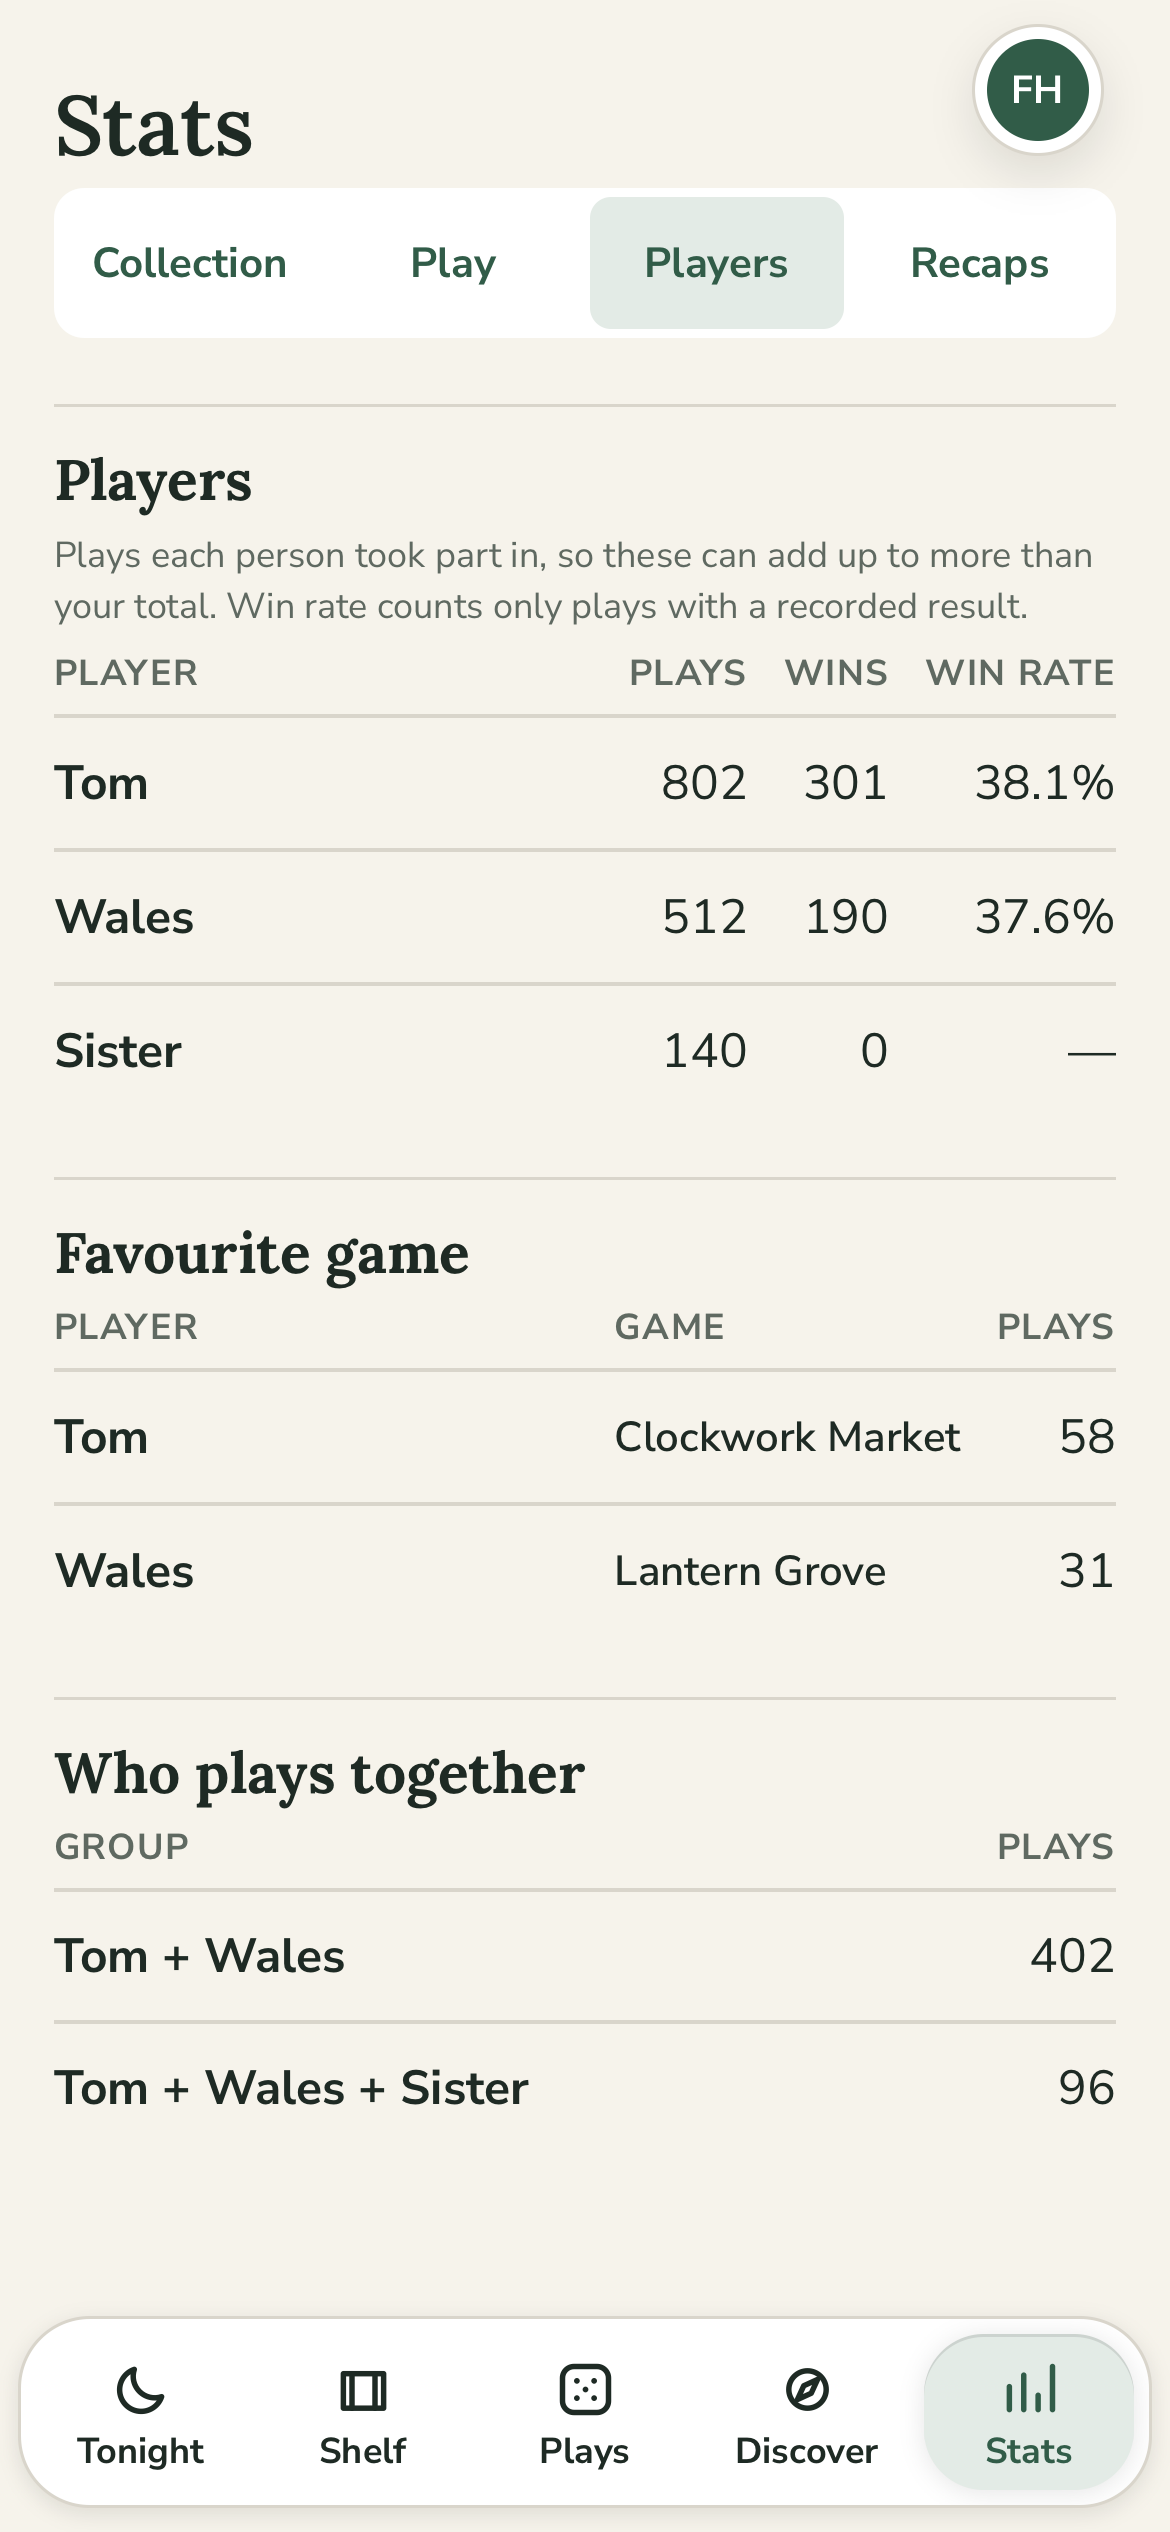 FH
Stats
Collection Play Players Recaps
Players
Plays each person took part in, so these can add up to more than
your total. Win rate counts only plays with a recorded result.
PLAYER PLAYS WINS WIN RATE
Tom 802 301 38.1%
Wales 512 190 37.6%
Sister 140 0 —
Favourite game
PLAYER GAME PLAYS
Tom Clockwork Market 58
Wales Lantern Grove 31
Who plays together
GROUP PLAYS
Tom + Wales 402
Tom + Wales + Sister 96
Tonight Shelf Plays Discover Stats